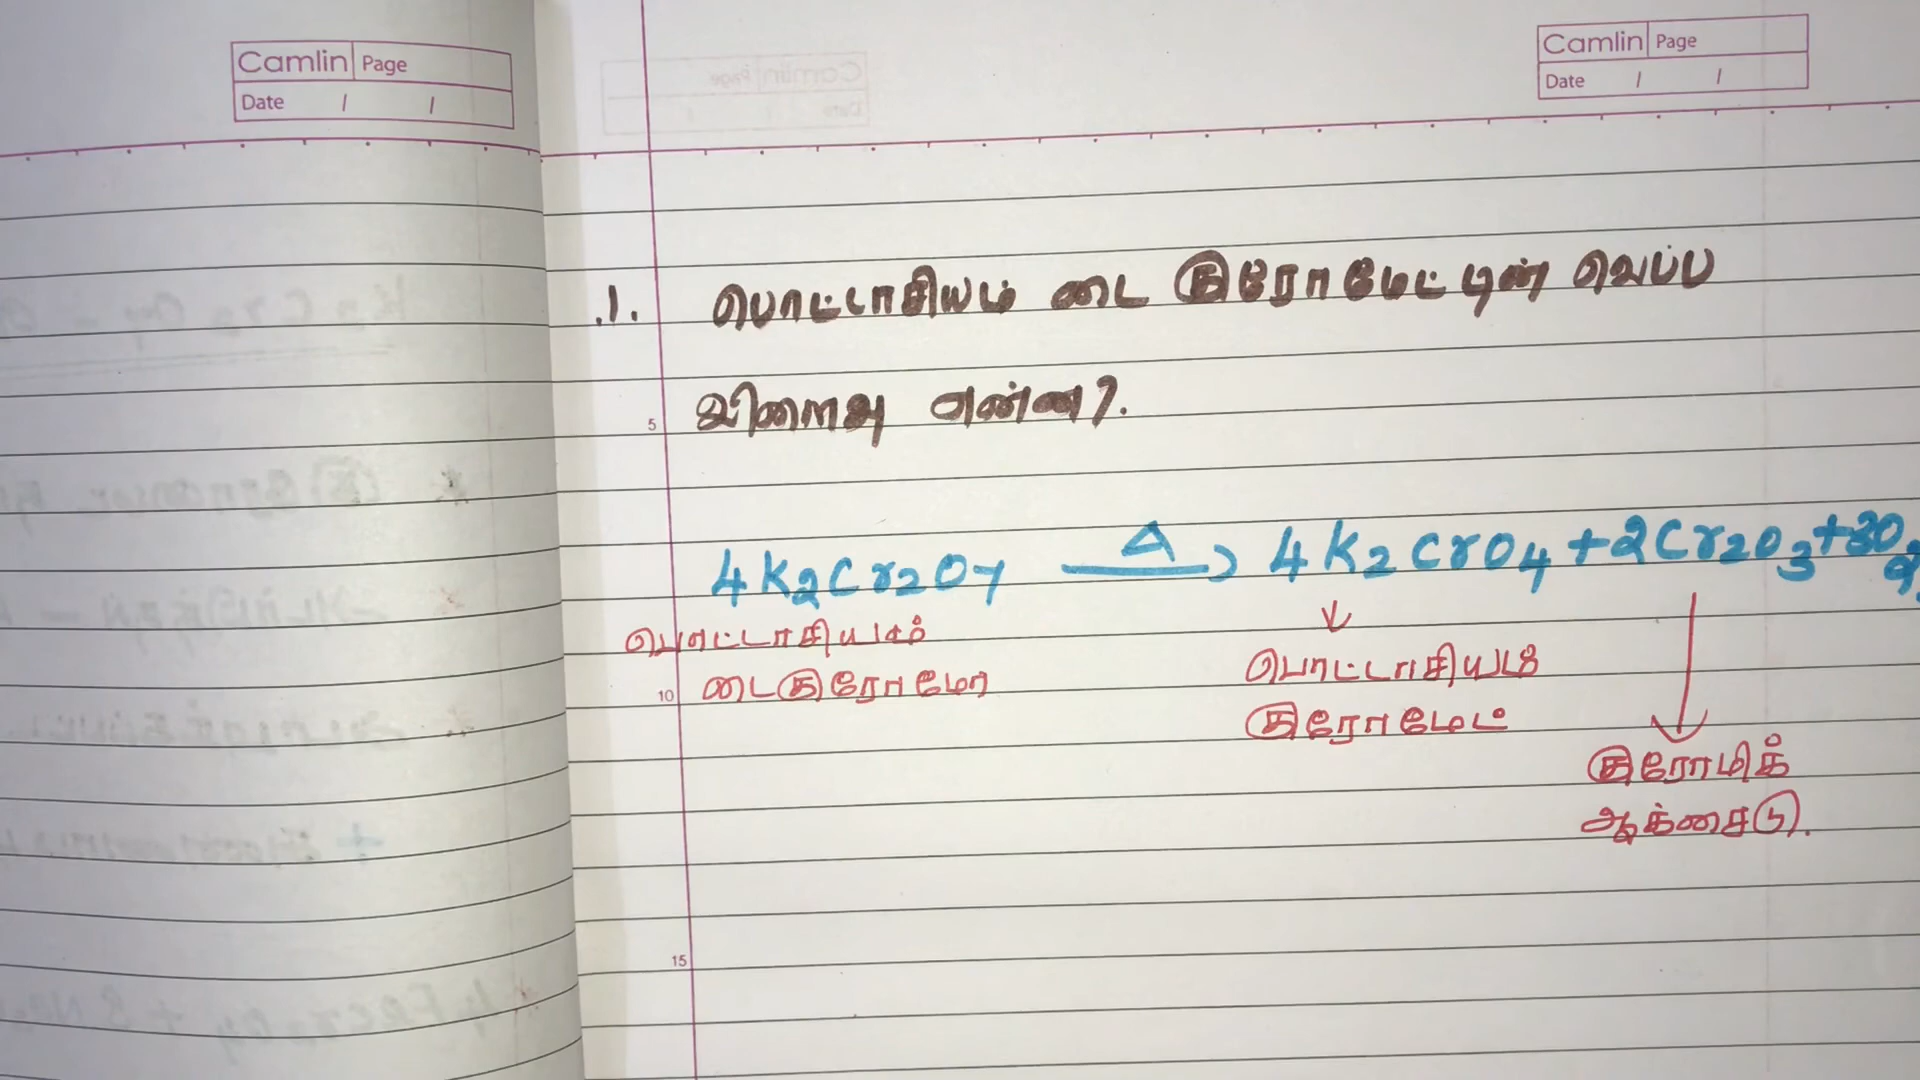 Camlin Page
Date / /
Camlin Page
Date / /
1. பொட்டாசியம் டை குரோமேட்டின் வெப்ப
5 விளைவு என்ன?.
4K2Cr2O7 Δ→ 4K2CrO4+2Cr2O3+3O2
பொட்டாசியம்
10 டைகுரோமேட்
பொட்டாசியம்
குரோமேட்
குரோமிக்
ஆக்சைடு.
15